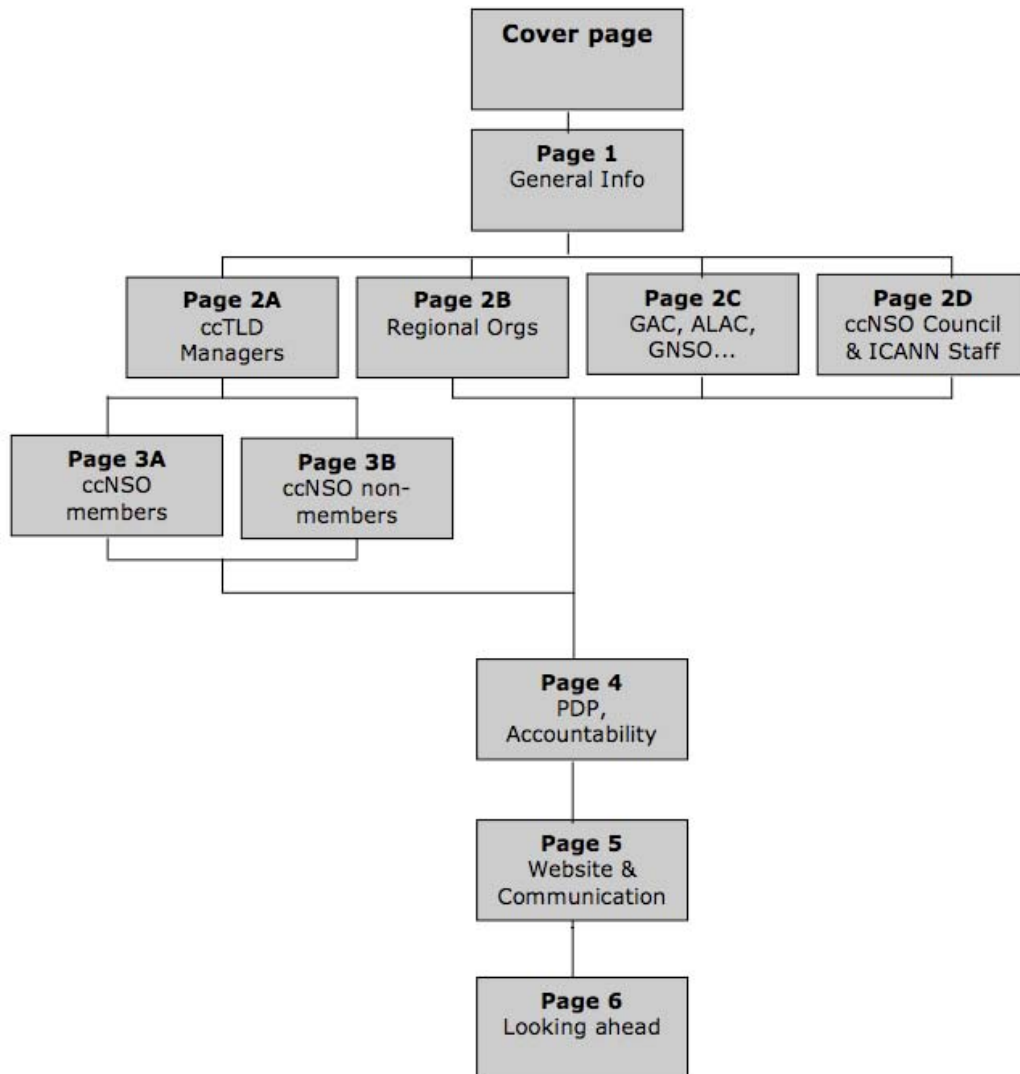 Cover page
Page 1
General Info
Page 2A
ccTLD
Managers
Page 2B
Regional Orgs
Page 2C
GAC, ALAC,
GNSO...
Page 2D
ccNSO Council
& ICANN Staff
Page 3A
ccNSO
members
Page 3B
ccNSO non-
members
Page 4
PDP,
Accountability
Page 5
Website &
Communication
Page 6
Looking ahead